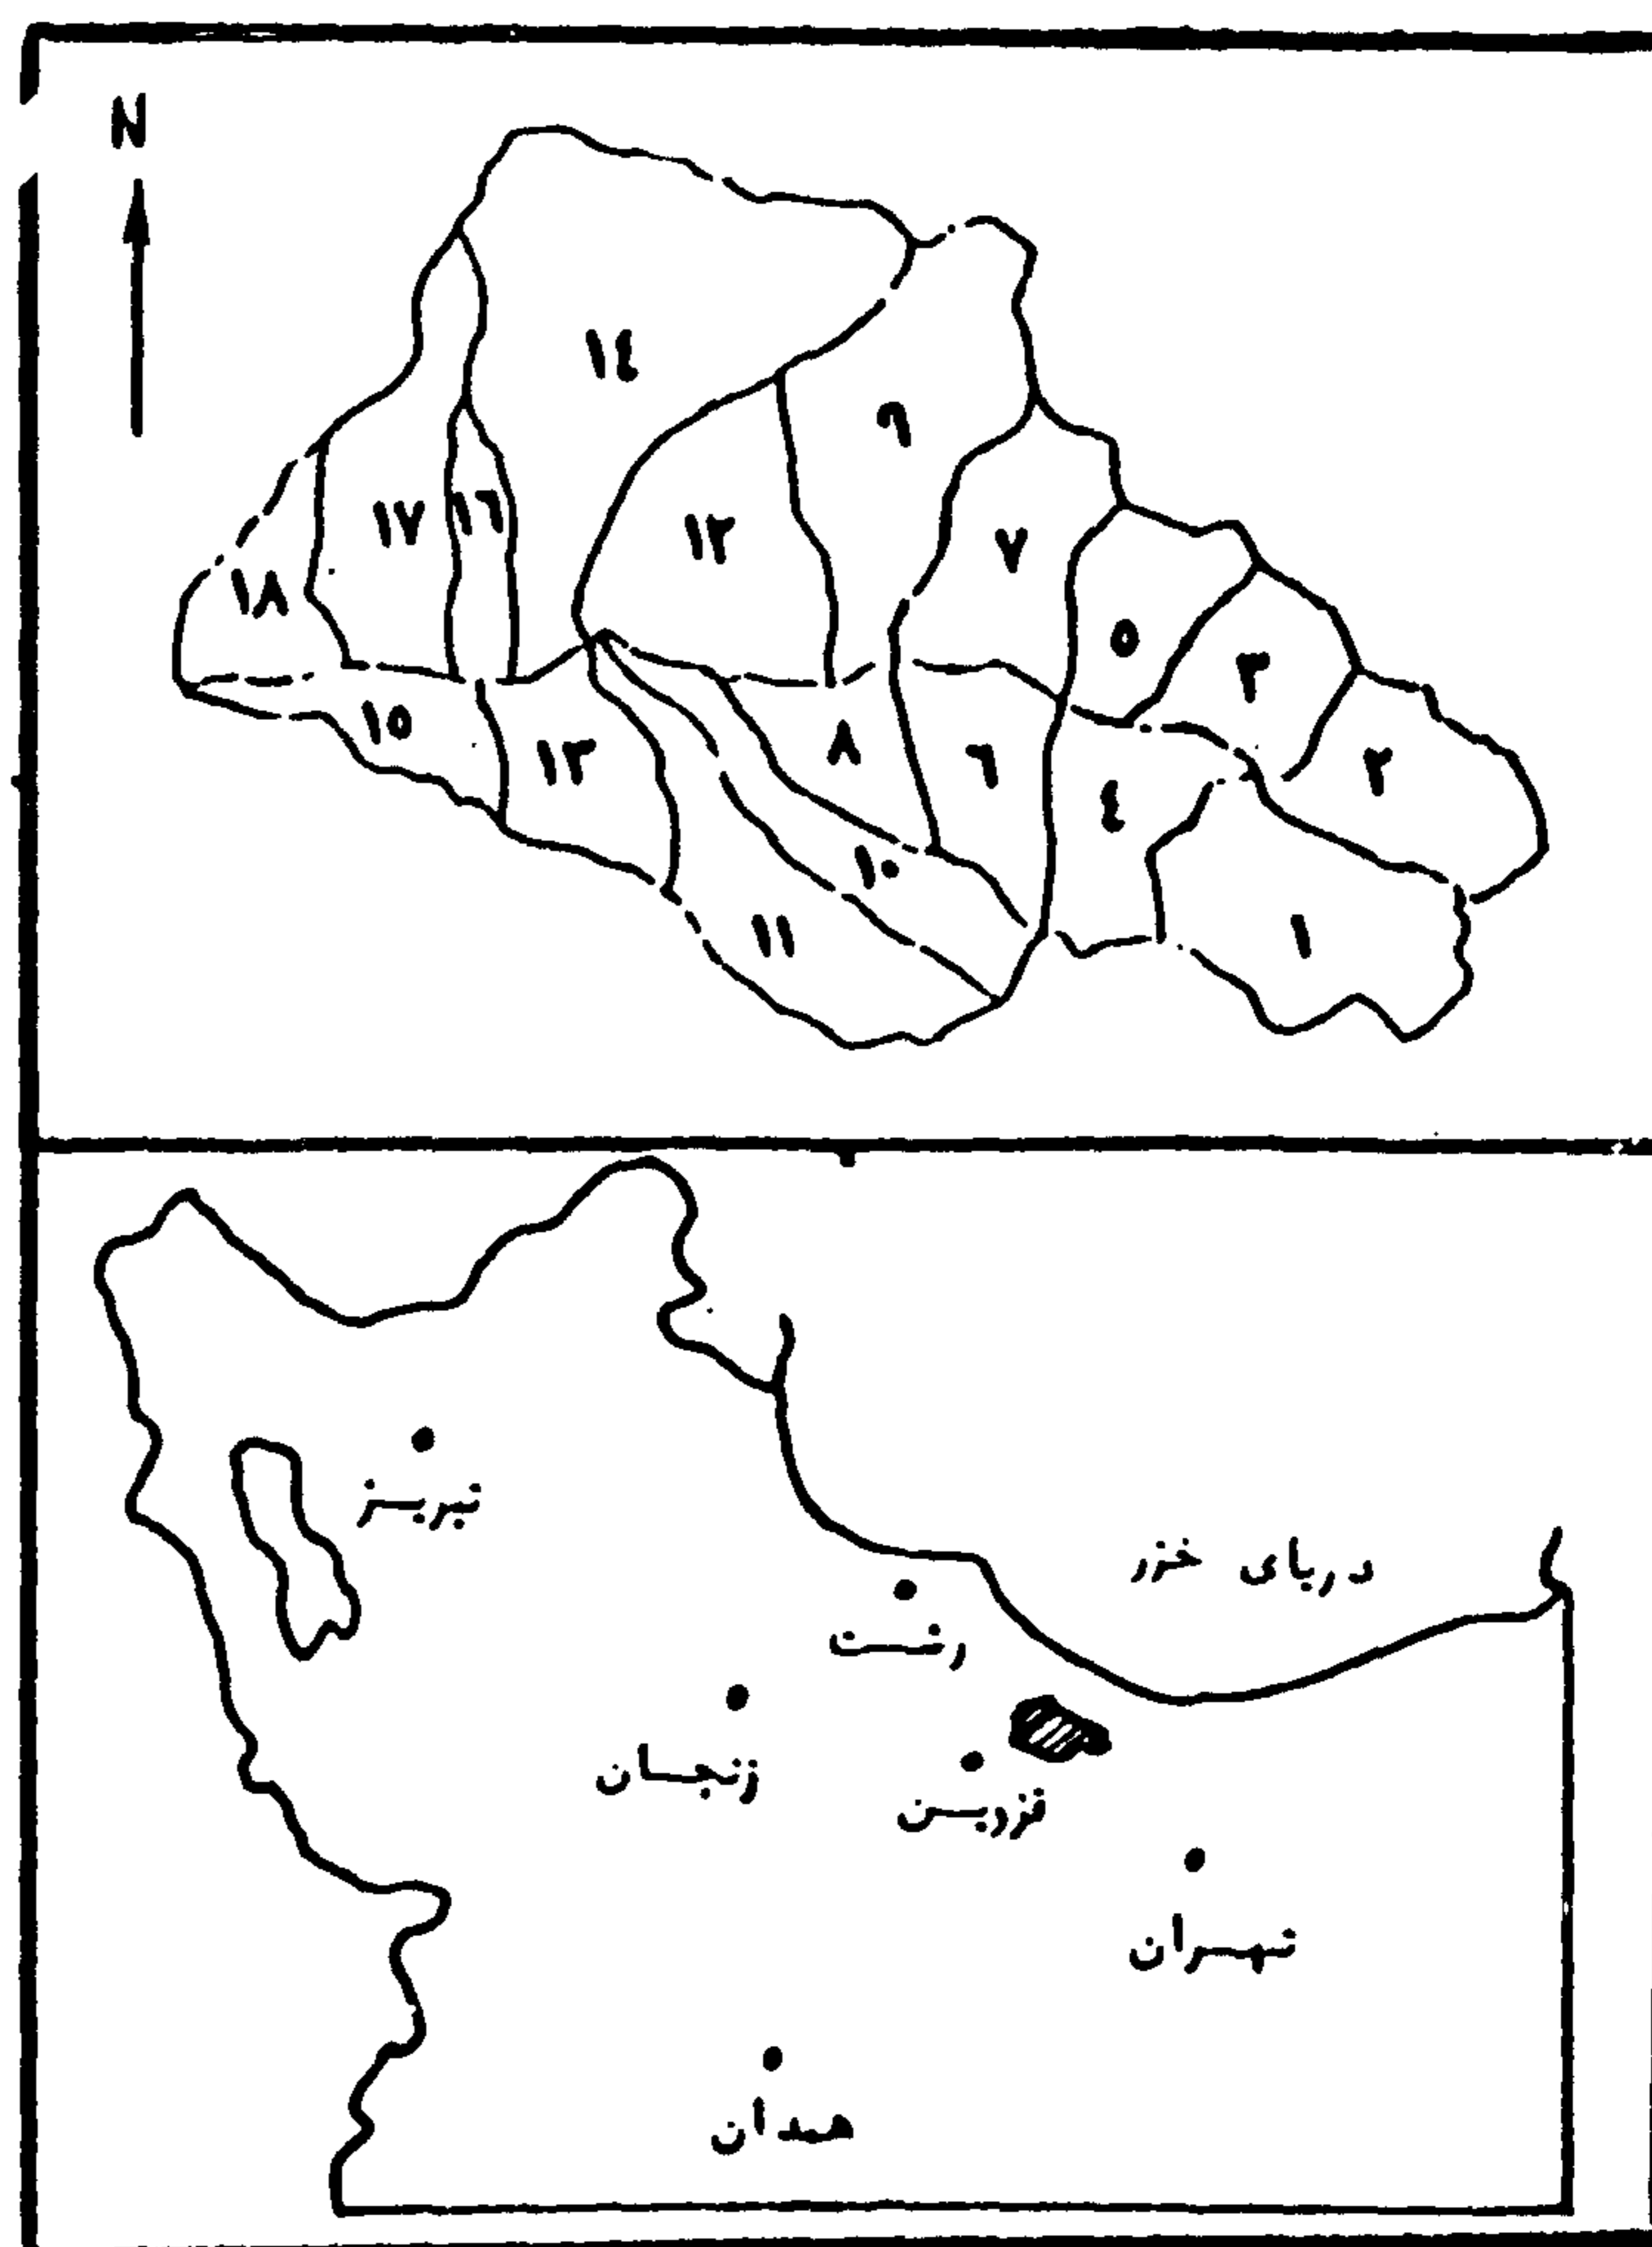 N
١٤
٩
١٧
١٦
١٢
٧
١٨
٥
٣
١٥
١٣
٨
٦
٤
٢
١٠
١١
١
تبریز
دریای خزر
رشت
زنجان
قزوین
تهران
همدان